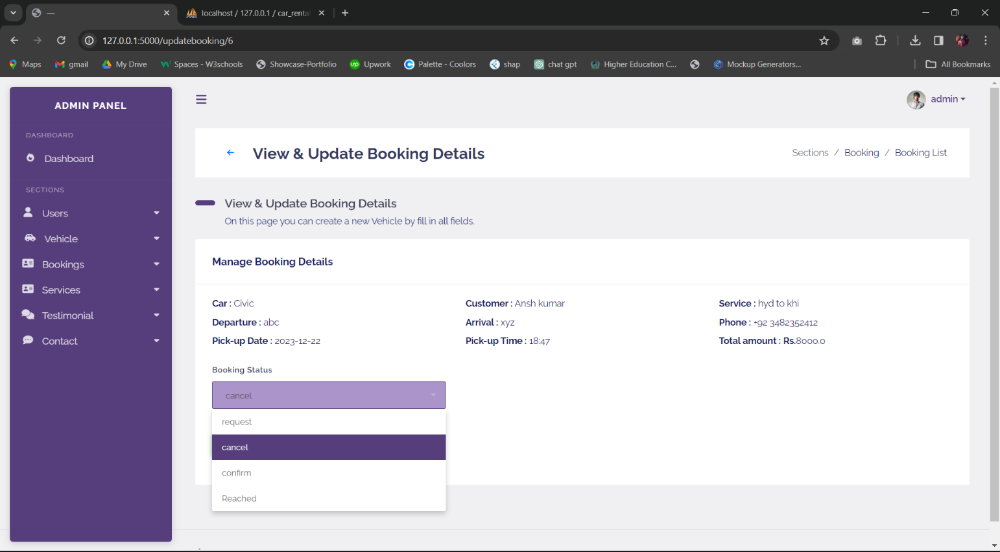 —
localhost / 127.0.0.1 / car_renta
127.0.0.1:5000/updatebooking/6
Maps gmail My Drive Spaces - W3schools Showcase-Portfolio Upwork Palette - Coolors shap chat gpt Higher Education C... Mockup Generators... All Bookmarks
ADMIN PANEL
admin
DASHBOARD
Dashboard
View & Update Booking Details
Sections / Booking / Booking List
SECTIONS
Users
Vehicle
Bookings
Services
Testimonial
Contact
View & Update Booking Details
On this page you can create a new Vehicle by fill in all fields.
Manage Booking Details
Car : Civic Customer : Ansh kumar Service : hyd to khi
Departure : abc Arrival : xyz Phone : +92 3482352412
Pick-up Date : 2023-12-22 Pick-up Time : 18:47 Total amount : Rs.8000.0
Booking Status
cancel
request
cancel
confirm
Reached